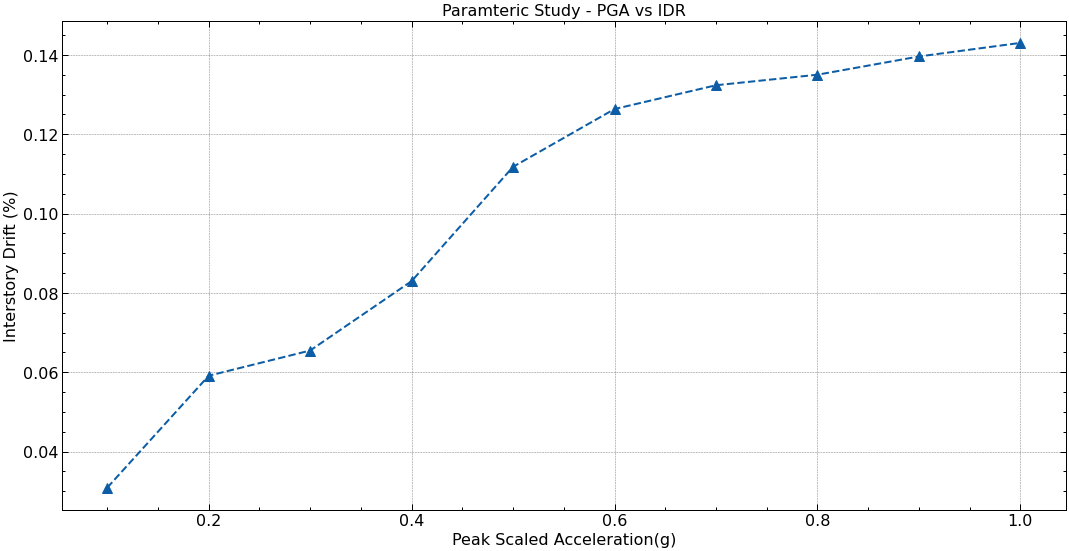 Paramteric Study - PGA vs IDR
0.14
0.12
0.10
0.08
0.06
0.04
Interstory Drift (%)
0.2 0.4 0.6 0.8 1.0
Peak Scaled Acceleration(g)